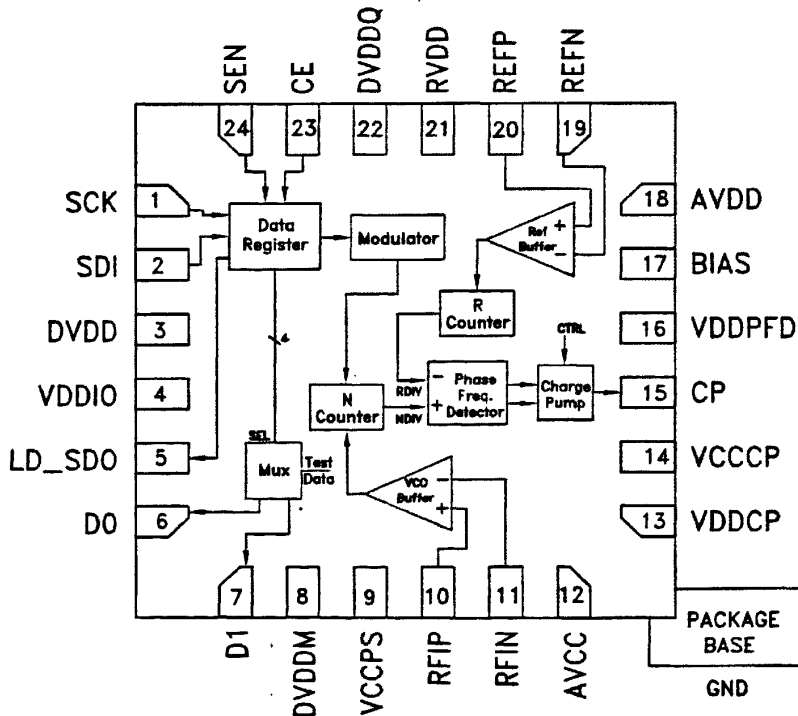 SEN
CE
DVDDQ
RVDD
REFP
REFN
24
23
22
21
20
19
SCK
1
SDI
2
DVDD
3
VDDIO
4
LD_SDO
5
D0
6
18
AVDD
17
BIAS
16
VDDPFD
15
CP
14
VCCCP
13
VDDCP
Data
Register
Modulator
+
Ref
Buffer
−
R
Counter
4
CTRL
N
Counter
RDIV
NDIV
−
+
Phase
Freq.
Detector
Charge
Pump
SEL
Mux
Test
Data
VCO
Buffer
−
+
7
8
9
10
11
12
D1
DVDDM
VCCPS
RFIP
RFIN
AVCC
PACKAGE
BASE
GND